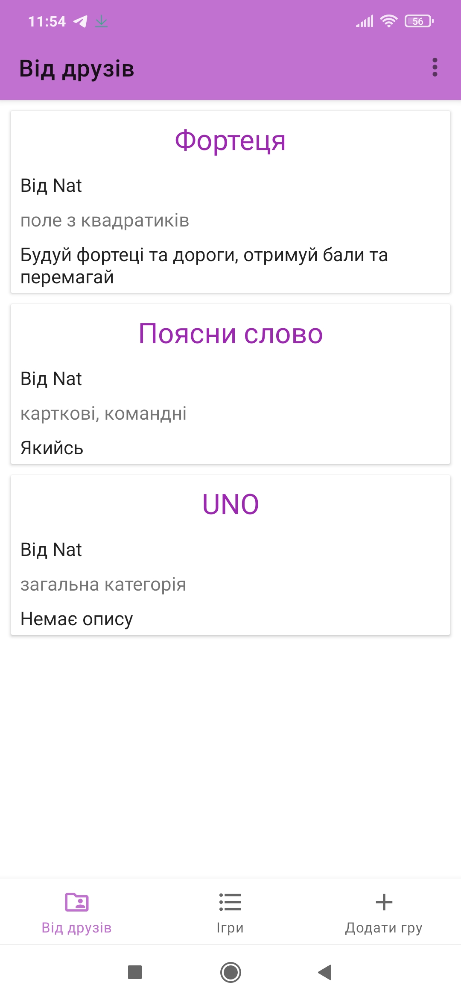 11:54
56
Від друзів
Фортеця
Від Nat
поле з квадратиків
Будуй фортеці та дороги, отримуй бали та
перемагай
Поясни слово
Від Nat
карткові, командні
Якийсь
UNO
Від Nat
загальна категорія
Немає опису
Від друзів
Ігри
Додати гру